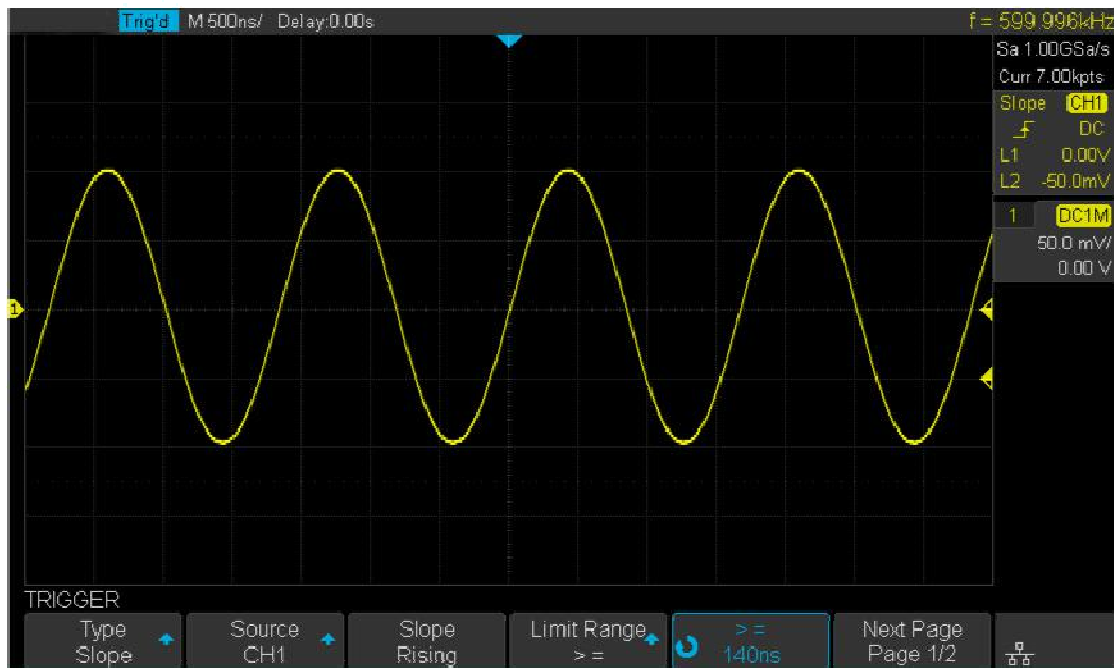 Trig'd M 500ns/ Delay:0.00s f = 599.996kHz
Sa 1.00GSa/s
Curr 7.00kpts
Slope CH1
DC
L1 0.00V
L2 -50.0mV
1 DC1M
50.0 mV/
0.00 V
1
TRIGGER
Type
Slope
Source
CH1
Slope
Rising
Limit Range
> =
> =
140ns
Next Page
Page 1/2